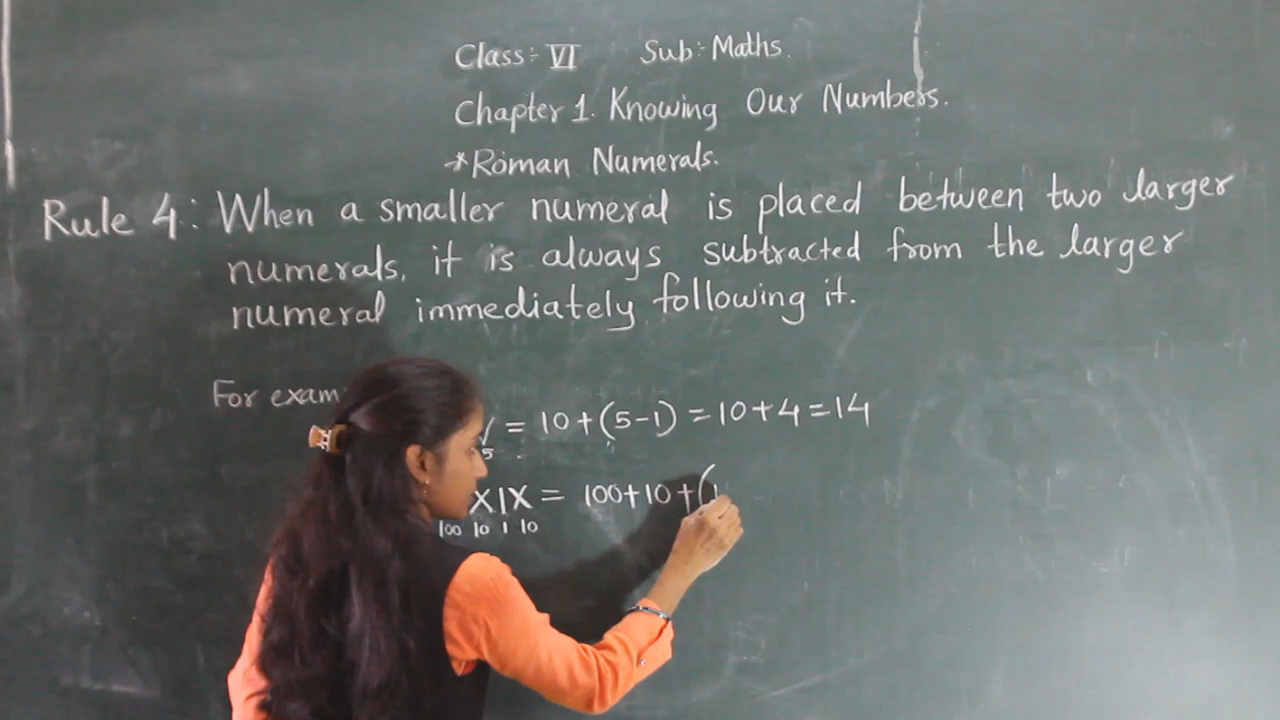 Class:- VI Sub:- Maths.
Chapter 1. Knowing Our Numbers.
*Roman Numerals.
Rule 4: When a smaller numeral is placed between two larger
numerals, it is always subtracted from the larger
numeral immediately following it.
For exam
V = 10+(5-1) = 10+4 = 14
5
XIX = 100+10+(1
100 10 1 10